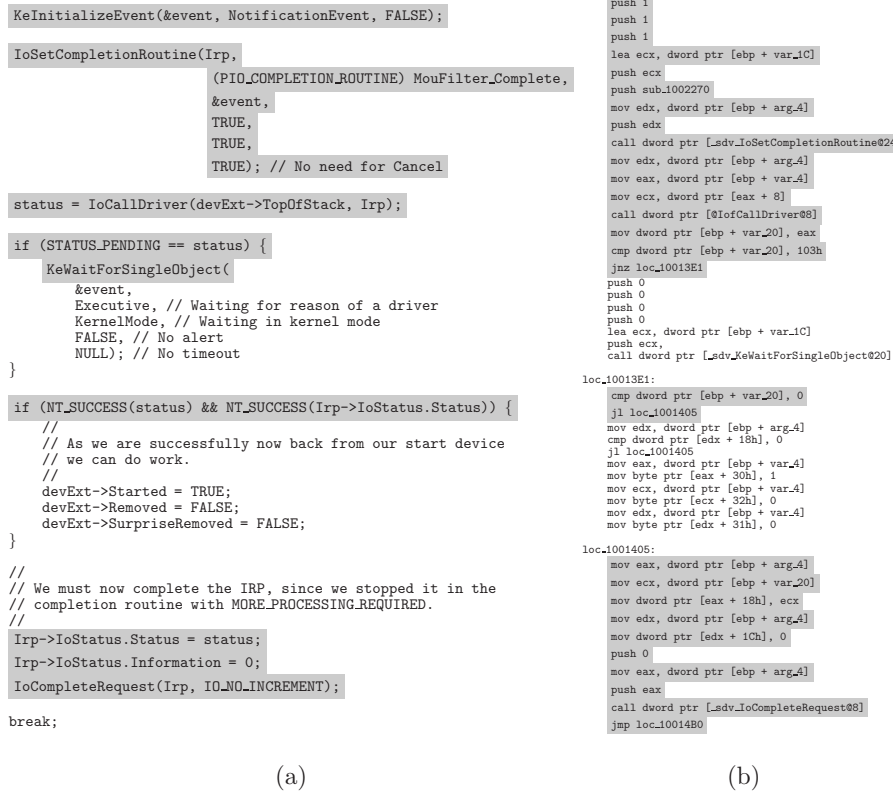 KeInitializeEvent(&event, NotificationEvent, FALSE);
IoSetCompletionRoutine(Irp,
(PIO_COMPLETION_ROUTINE) MouFilter_Complete,
&event,
TRUE,
TRUE,
TRUE); // No need for Cancel
status = IoCallDriver(devExt->TopOfStack, Irp);
if (STATUS_PENDING == status) {
KeWaitForSingleObject(
&event,
Executive, // Waiting for reason of a driver
KernelMode, // Waiting in kernel mode
FALSE, // No alert
NULL); // No timeout
}
if (NT_SUCCESS(status) && NT_SUCCESS(Irp->IoStatus.Status)) {
//
// As we are successfully now back from our start device
// we can do work.
//
devExt->Started = TRUE;
devExt->Removed = FALSE;
devExt->SurpriseRemoved = FALSE;
}
//
// We must now complete the IRP, since we stopped it in the
// completion routine with MORE_PROCESSING_REQUIRED.
//
Irp->IoStatus.Status = status;
Irp->IoStatus.Information = 0;
IoCompleteRequest(Irp, IO_NO_INCREMENT);
break;
(a)
push 1
push 1
push 1
lea ecx, dword ptr [ebp + var_1C]
push ecx
push sub_1002270
mov edx, dword ptr [ebp + arg_4]
push edx
call dword ptr [_sdv_IoSetCompletionRoutine@24
mov edx, dword ptr [ebp + arg_4]
mov eax, dword ptr [ebp + var_4]
mov ecx, dword ptr [eax + 8]
call dword ptr [@IofCallDriver@8]
mov dword ptr [ebp + var_20], eax
cmp dword ptr [ebp + var_20], 103h
jnz loc_10013E1
push 0
push 0
push 0
push 0
lea ecx, dword ptr [ebp + var_1C]
push ecx,
call dword ptr [_sdv_KeWaitForSingleObject@20]
loc_10013E1:
cmp dword ptr [ebp + var_20], 0
jl loc_1001405
mov edx, dword ptr [ebp + arg_4]
cmp dword ptr [edx + 18h], 0
jl loc_1001405
mov eax, dword ptr [ebp + var_4]
mov byte ptr [eax + 30h], 1
mov ecx, dword ptr [ebp + var_4]
mov byte ptr [ecx + 32h], 0
mov edx, dword ptr [ebp + var_4]
mov byte ptr [edx + 31h], 0
loc_1001405:
mov eax, dword ptr [ebp + arg_4]
mov ecx, dword ptr [ebp + var_20]
mov dword ptr [eax + 18h], ecx
mov edx, dword ptr [ebp + arg_4]
mov dword ptr [edx + 1Ch], 0
push 0
mov eax, dword ptr [ebp + arg_4]
push eax
call dword ptr [_sdv_IoCompleteRequest@8]
jmp loc_10014B0
(b)